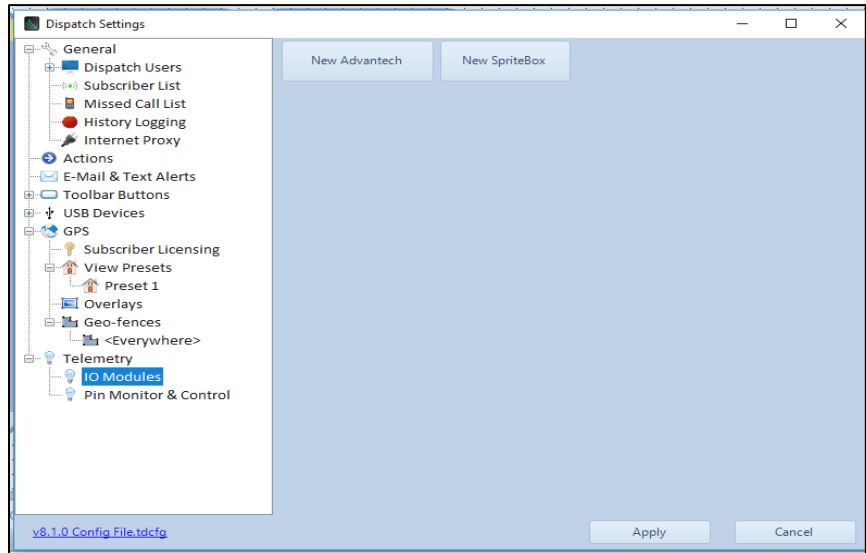 Dispatch Settings
General
Dispatch Users
Subscriber List
Missed Call List
History Logging
Internet Proxy
Actions
E-Mail & Text Alerts
Toolbar Buttons
USB Devices
GPS
Subscriber Licensing
View Presets
Preset 1
Overlays
Geo-fences
<Everywhere>
Telemetry
IO Modules
Pin Monitor & Control
New Advantech
New SpriteBox
v8.1.0 Config File.tdcfg
Apply
Cancel